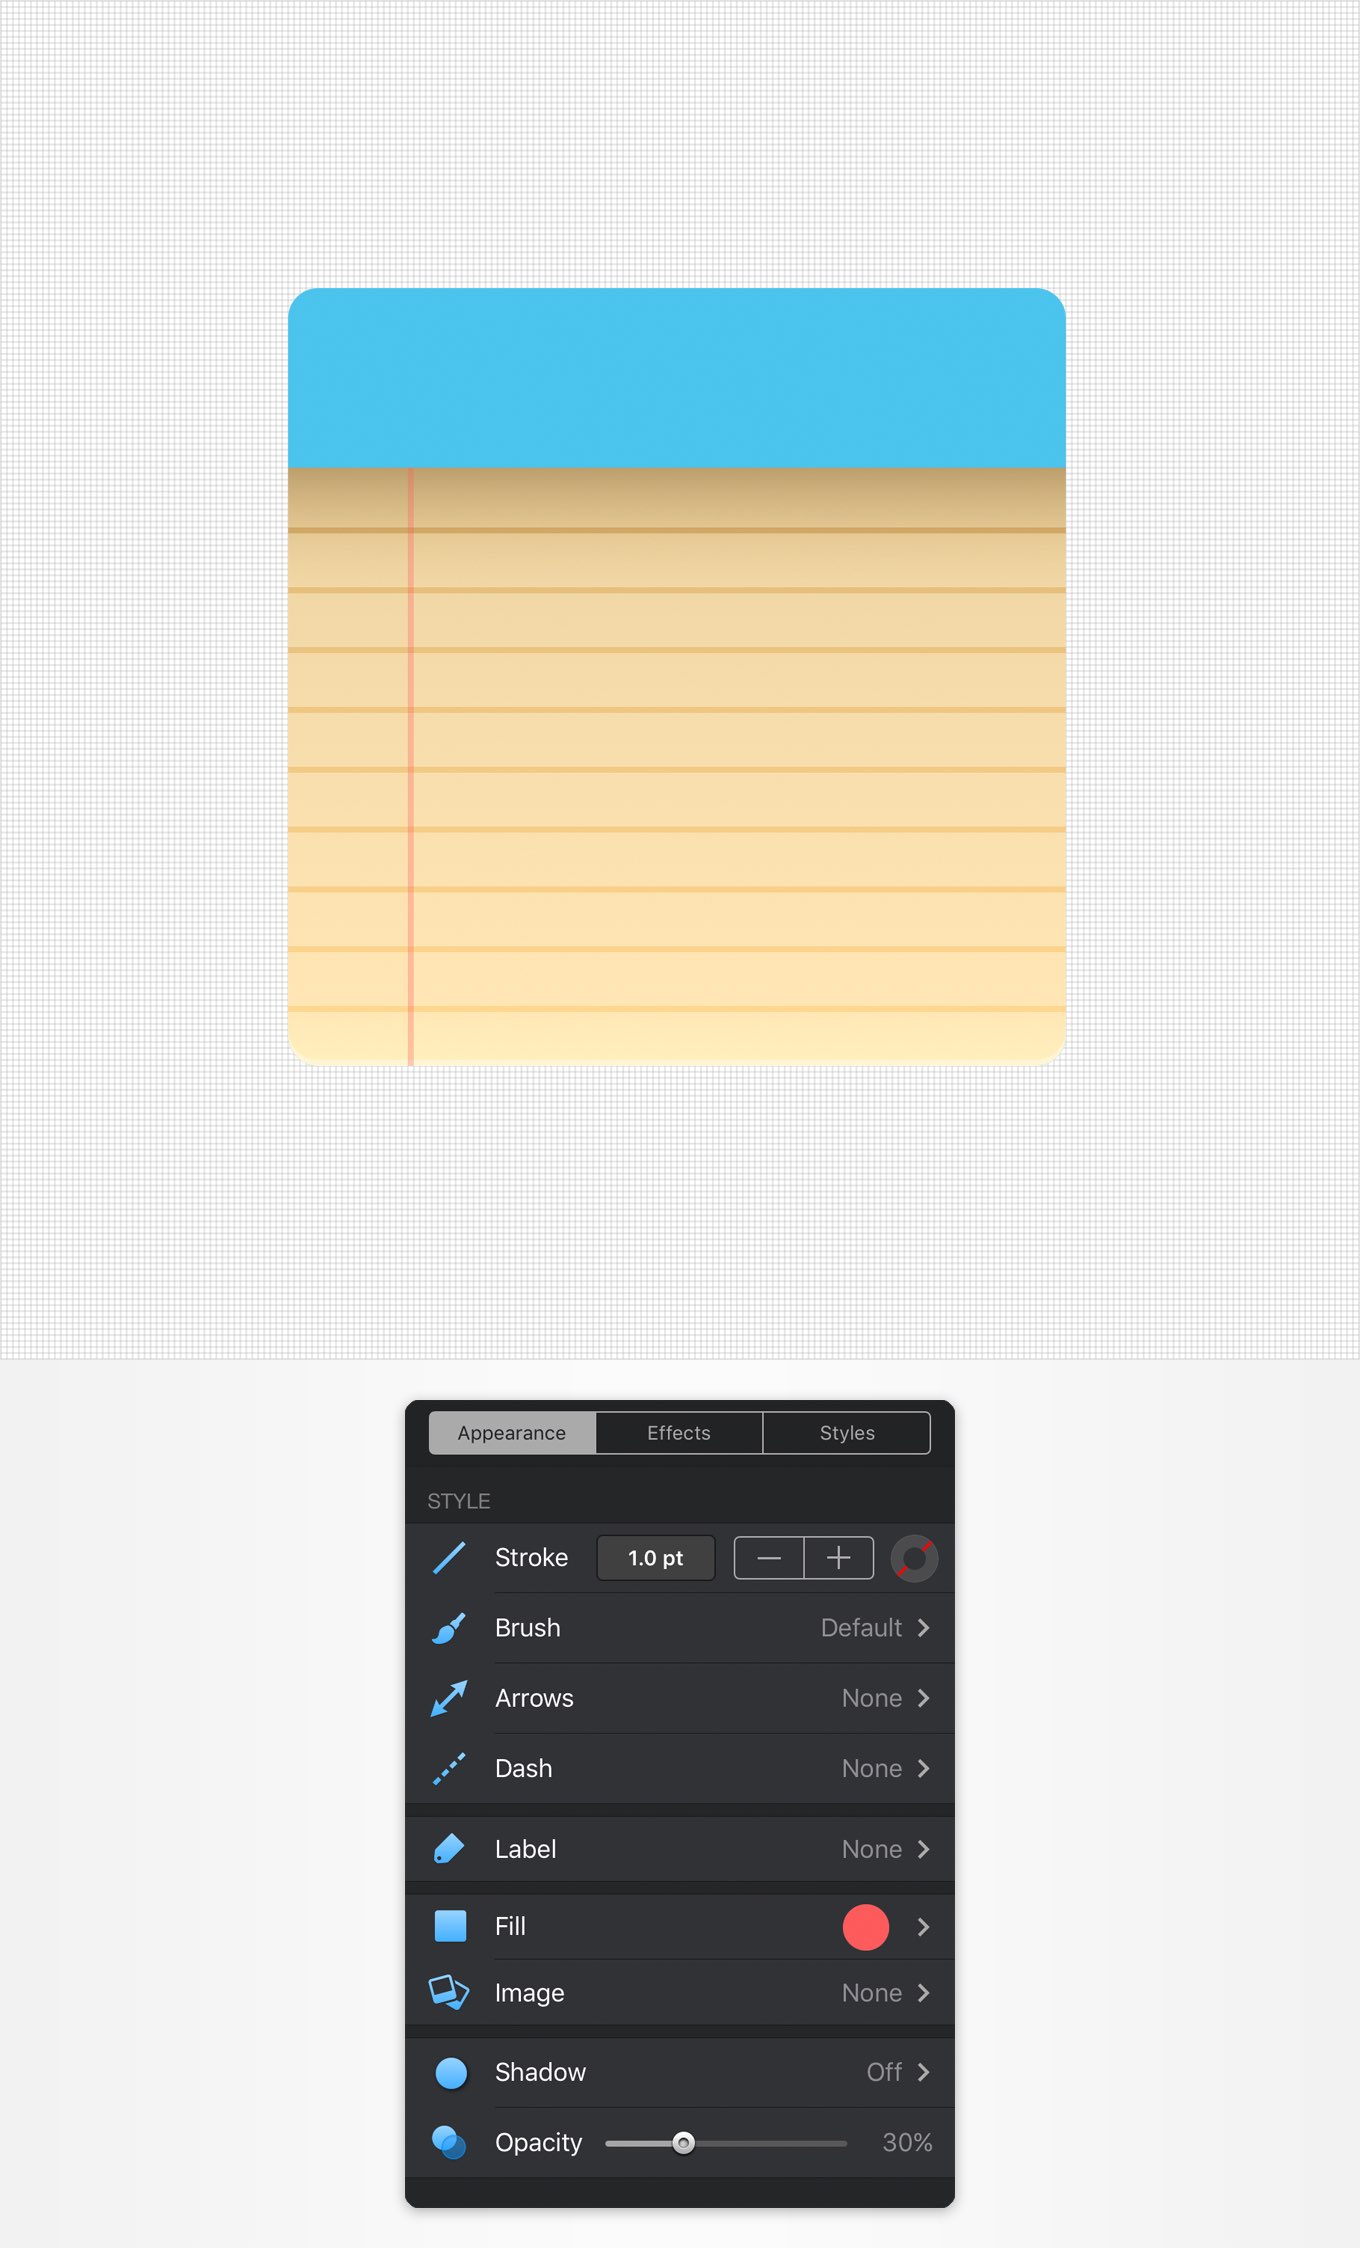 Appearance Effects Styles
STYLE
Stroke 1.0 pt
Brush Default
Arrows None
Dash None
Label None
Fill
Image None
Shadow Off
Opacity 30%